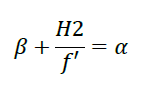 β + H2/f′ = α